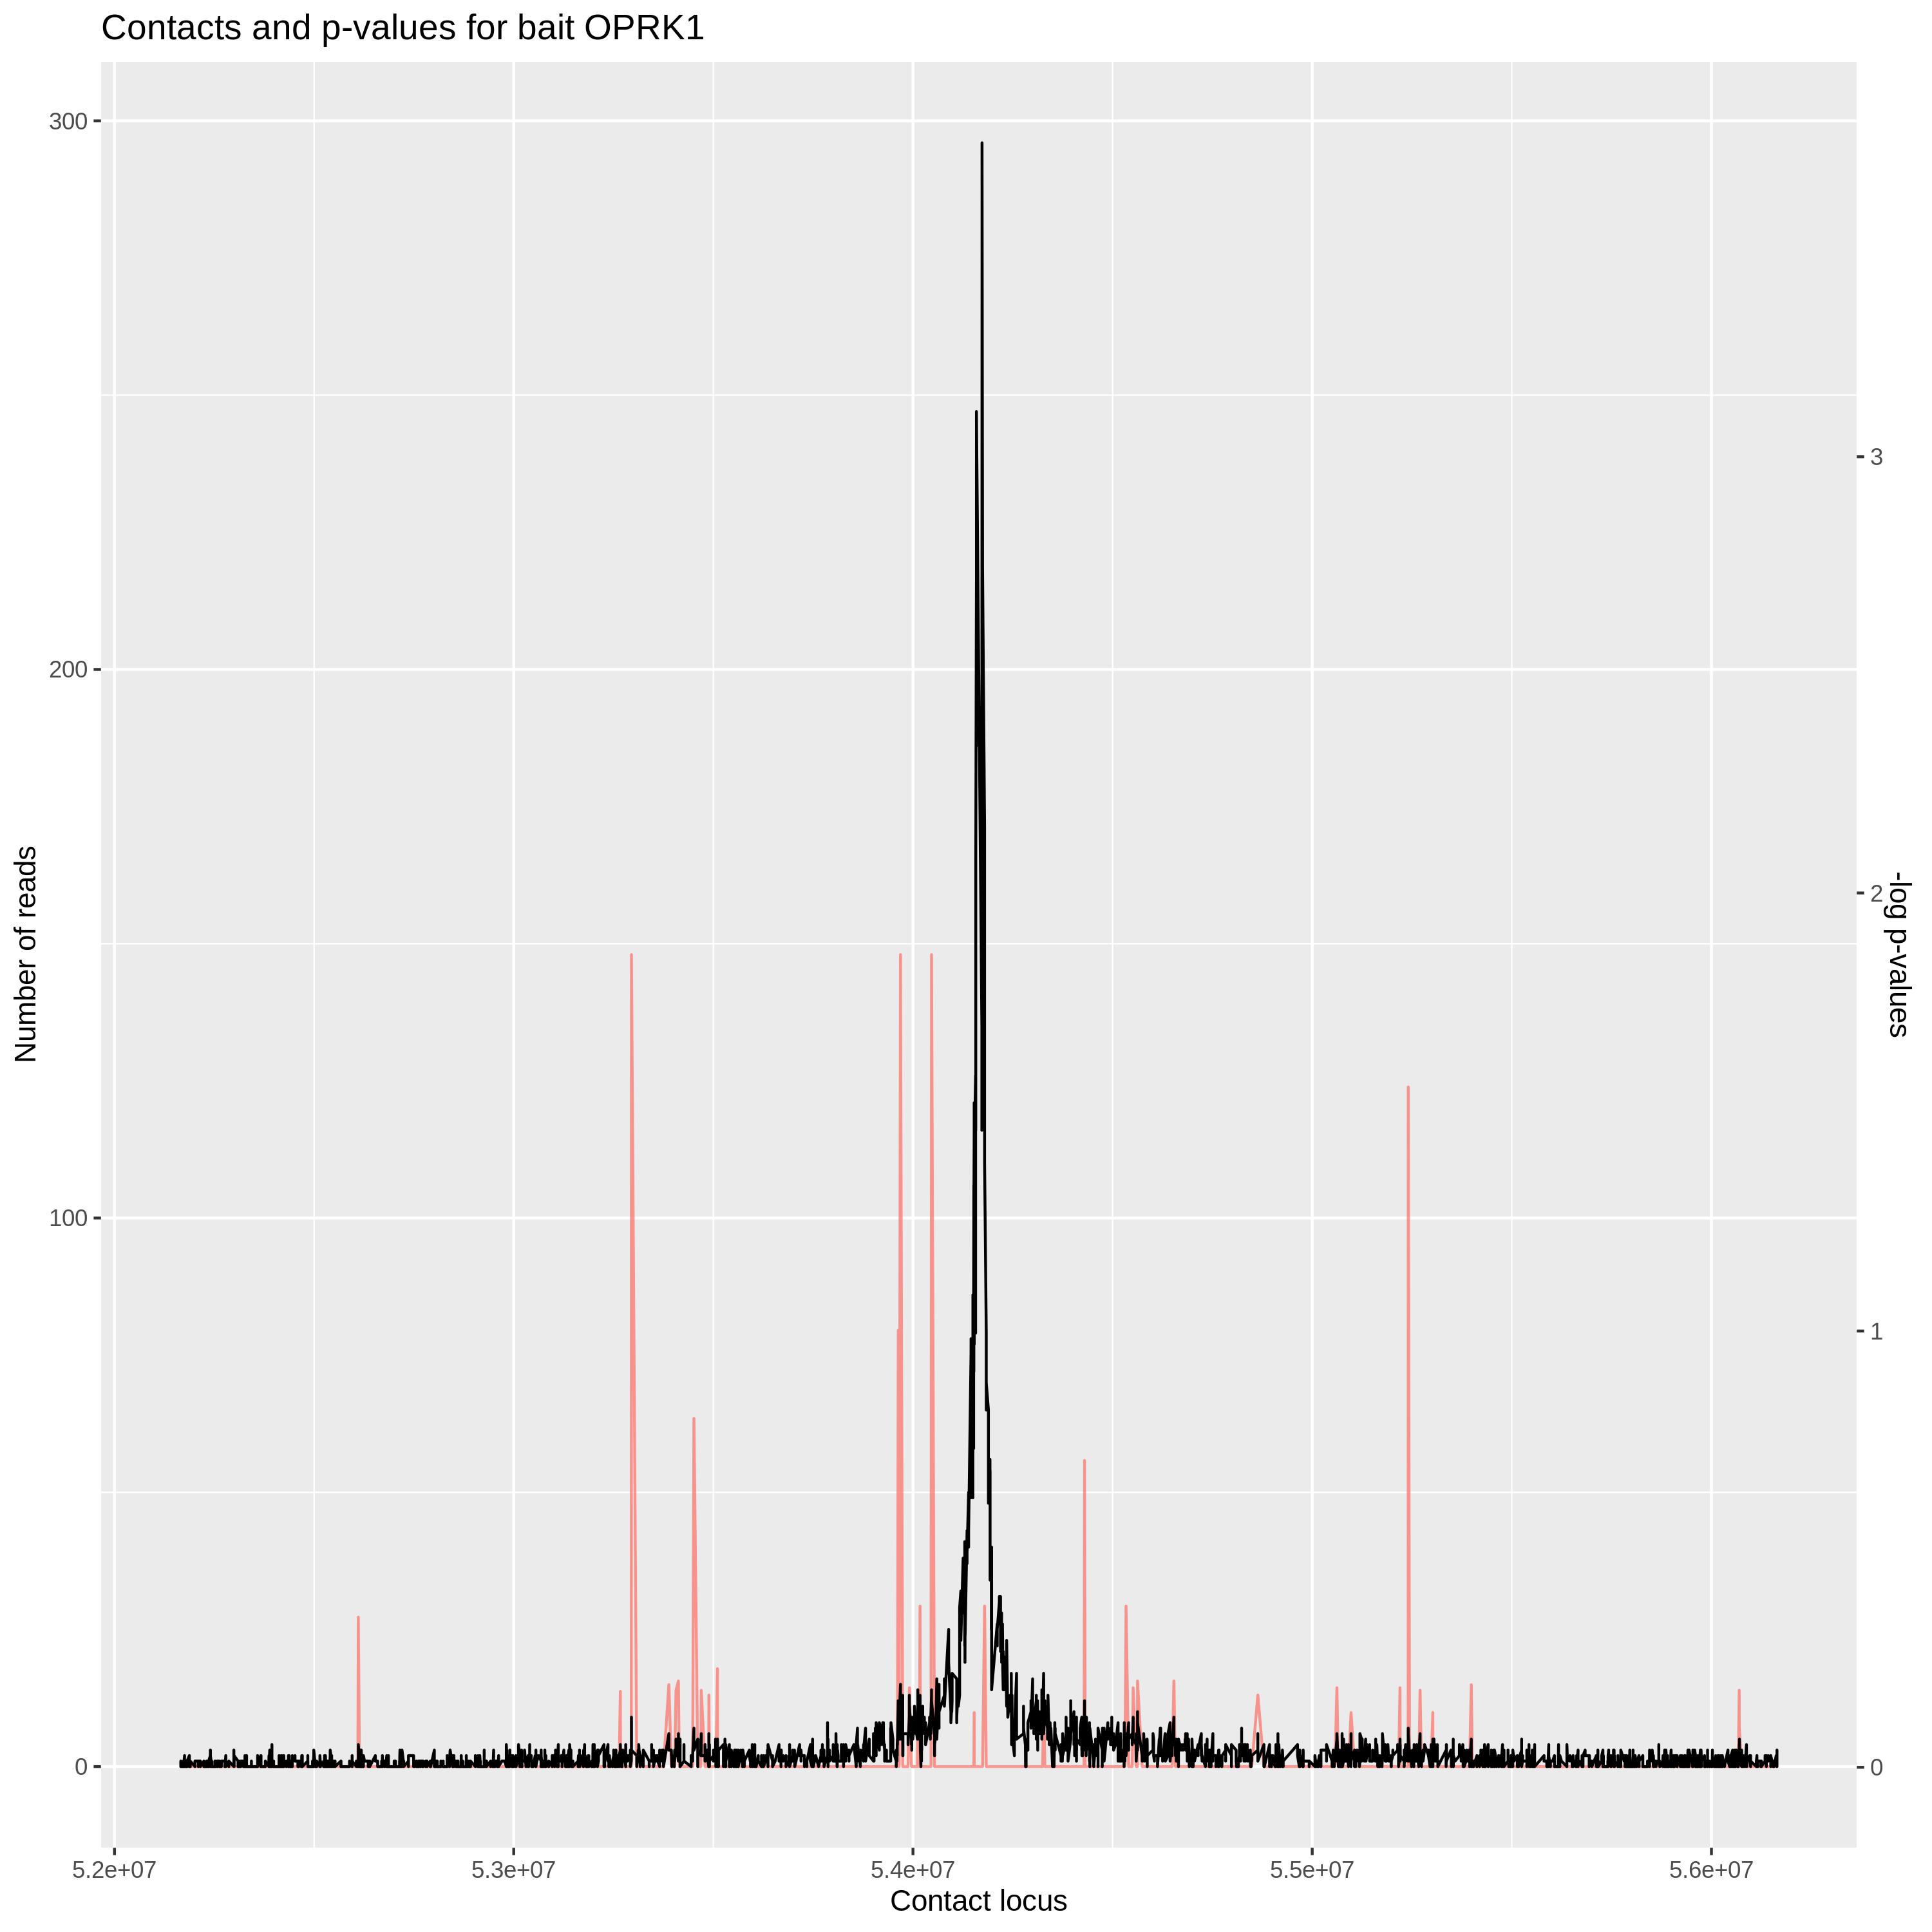 Contacts and p-values for bait OPRK1
300
200
100
0
Number of reads
3
2
1
0
-log p-values
5.2e+07
5.3e+07
5.4e+07
5.5e+07
5.6e+07
Contact locus